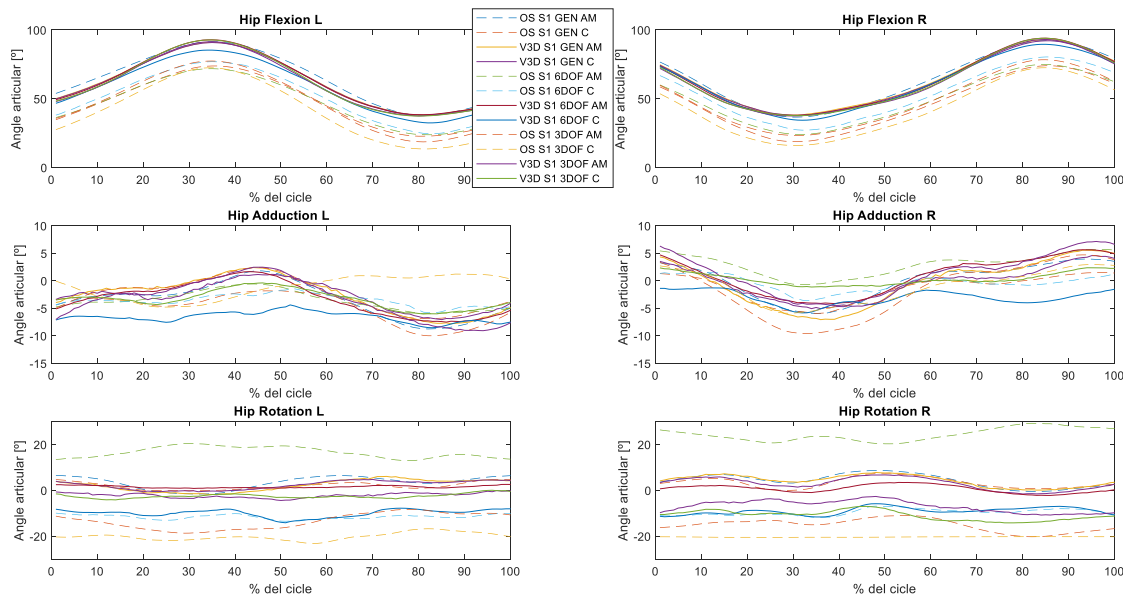 Hip Flexion L
100
50
0
Angle articular [º]
0 10 20 30 40 50 60 70 80 90
% del cicle
OS S1 GEN AM
OS S1 GEN C
V3D S1 GEN AM
V3D S1 GEN C
OS S1 6DOF AM
OS S1 6DOF C
V3D S1 6DOF AM
V3D S1 6DOF C
OS S1 3DOF AM
OS S1 3DOF C
V3D S1 3DOF AM
V3D S1 3DOF C
Hip Flexion R
100
50
0
Angle articular [º]
0 10 20 30 40 50 60 70 80 90 100
% del cicle
Hip Adduction L
10
5
0
-5
-10
-15
Angle articular [º]
0 10 20 30 40 50 60 70 80 90 100
% del cicle
Hip Adduction R
10
5
0
-5
-10
-15
Angle articular [º]
0 10 20 30 40 50 60 70 80 90 100
% del cicle
Hip Rotation L
20
0
-20
Angle articular [º]
0 10 20 30 40 50 60 70 80 90 100
% del cicle
Hip Rotation R
20
0
-20
Angle articular [º]
0 10 20 30 40 50 60 70 80 90 100
% del cicle